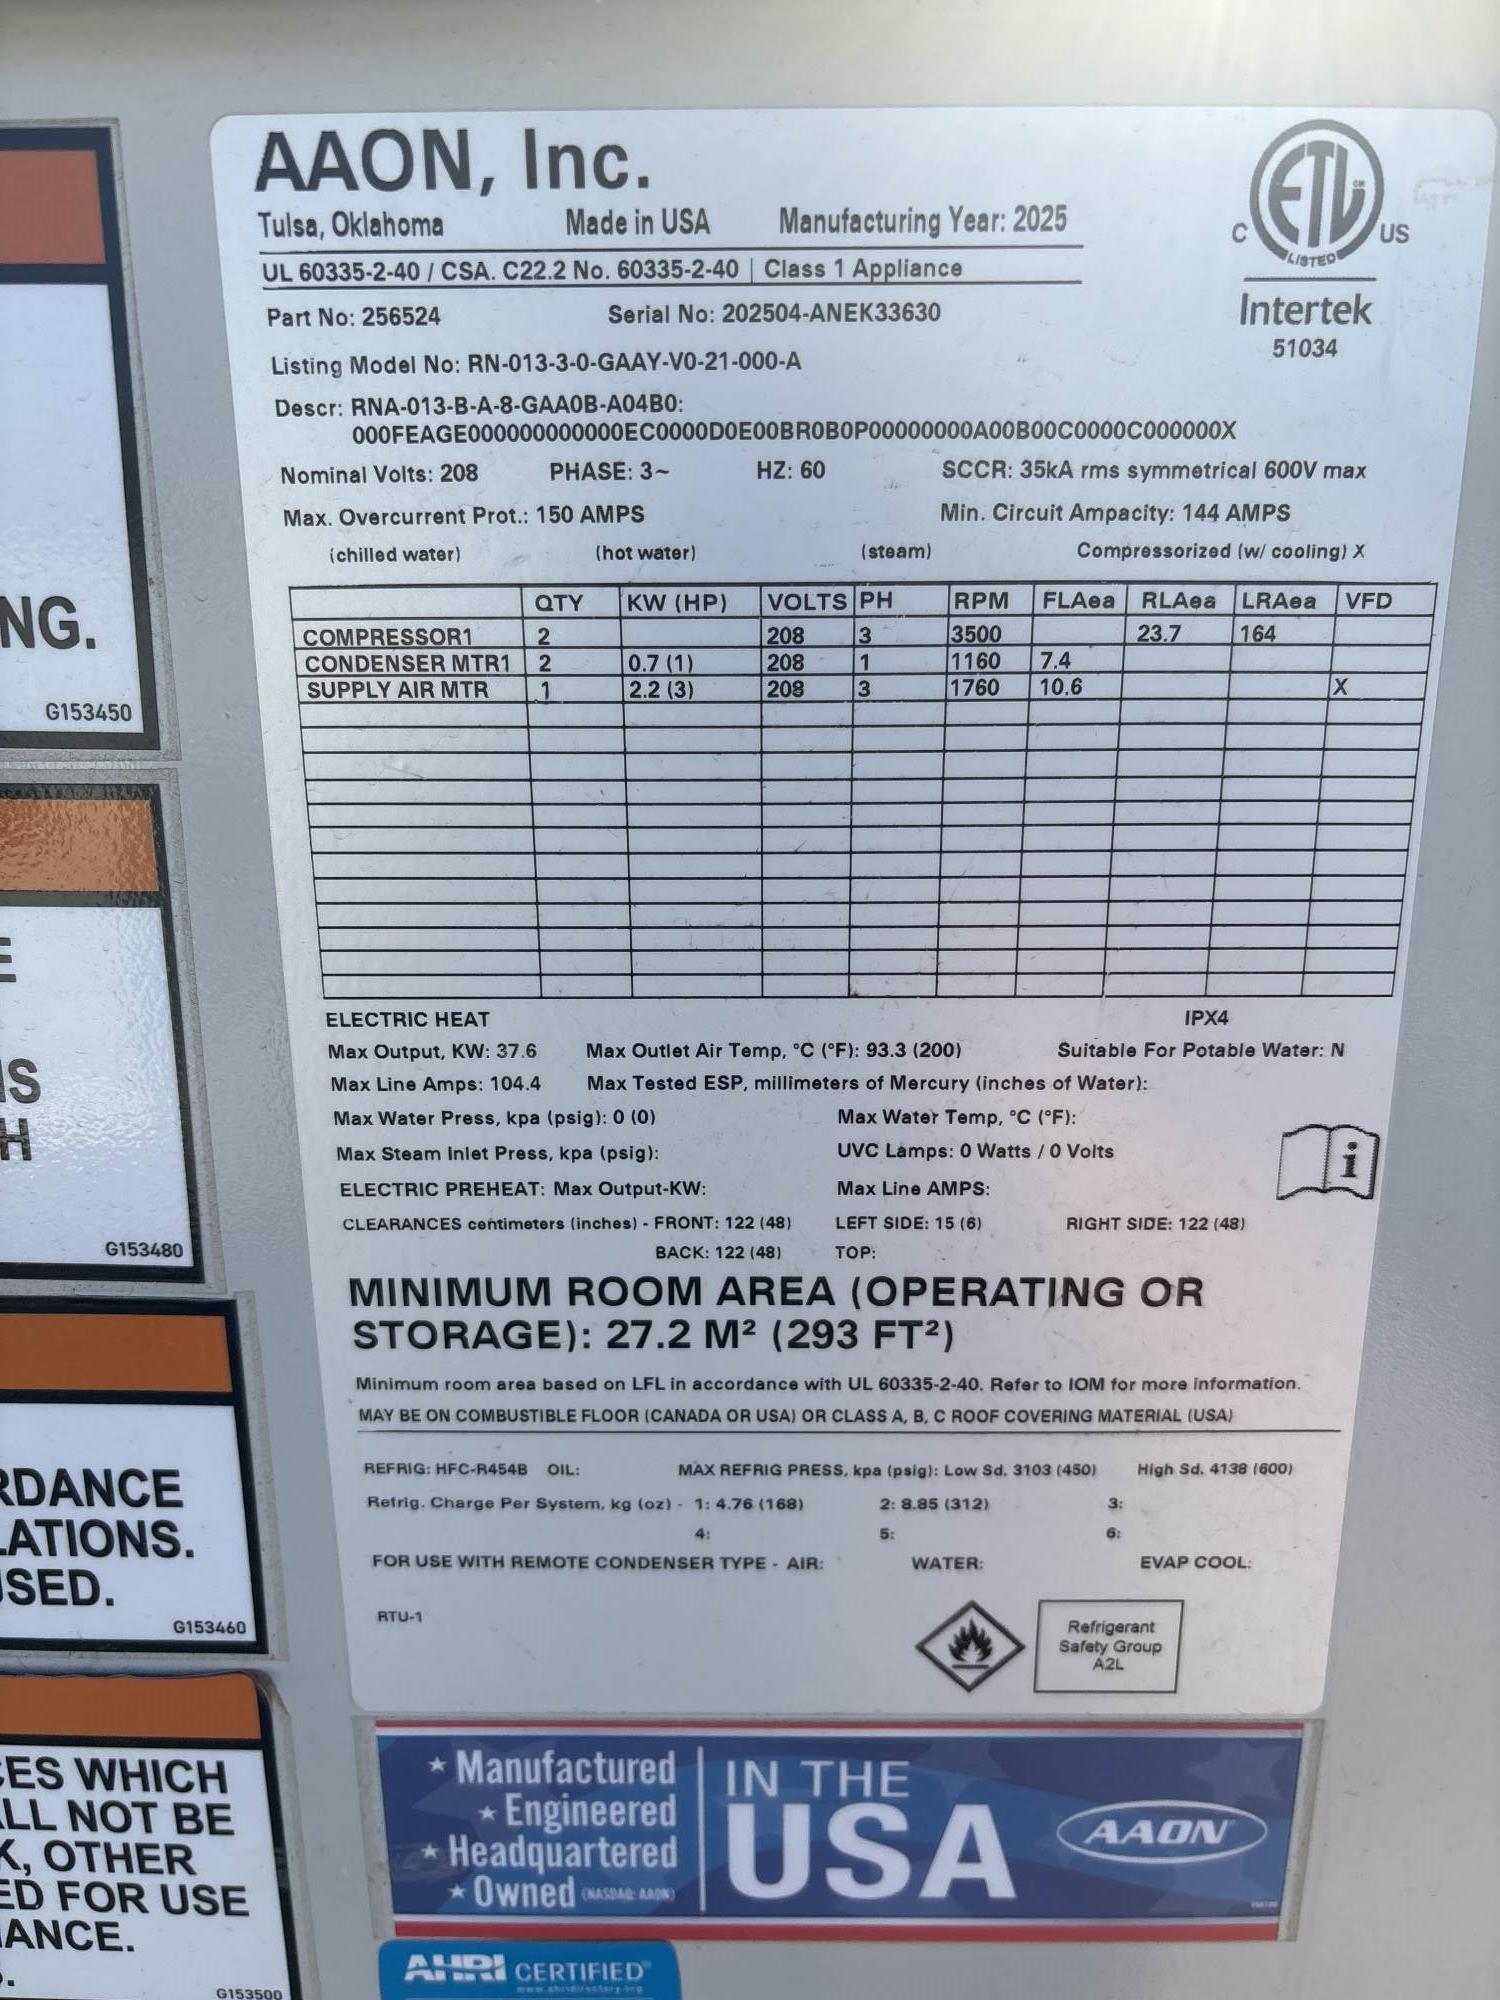 AAON, Inc.
Tulsa, Oklahoma Made in USA Manufacturing Year: 2025
UL 60335-2-40 / CSA. C22.2 No. 60335-2-40 | Class 1 Appliance
C ETL CM US
LISTED
Intertek
51034
Part No: 256524 Serial No: 202504-ANEK33630
Listing Model No: RN-013-3-0-GAAY-V0-21-000-A
Descr: RNA-013-B-A-8-GAA0B-A04B0:
000FEAGE000000000000EC0000D0E00BR0B0P00000000A00B00C0000C000000X
Nominal Volts: 208 PHASE: 3~ HZ: 60 SCCR: 35kA rms symmetrical 600V max
Max. Overcurrent Prot.: 150 AMPS Min. Circuit Ampacity: 144 AMPS
(chilled water) (hot water) (steam) Compressorized (w/ cooling) X
QTY KW (HP) VOLTS PH RPM FLAea RLAea LRAea VFD
COMPRESSOR1 2 208 3 3500 23.7 164
CONDENSER MTR1 2 0.7 (1) 208 1 1160 7.4
SUPPLY AIR MTR 1 2.2 (3) 208 3 1760 10.6 X
ELECTRIC HEAT IPX4
Max Output, KW: 37.6 Max Outlet Air Temp, °C (°F): 93.3 (200) Suitable For Potable Water: N
Max Line Amps: 104.4 Max Tested ESP, millimeters of Mercury (inches of Water):
Max Water Press, kpa (psig): 0 (0) Max Water Temp, °C (°F):
Max Steam Inlet Press, kpa (psig): UVC Lamps: 0 Watts / 0 Volts
ELECTRIC PREHEAT: Max Output-KW: Max Line AMPS:
CLEARANCES centimeters (inches) - FRONT: 122 (48) LEFT SIDE: 15 (6) RIGHT SIDE: 122 (48)
BACK: 122 (48) TOP:
MINIMUM ROOM AREA (OPERATING OR
STORAGE): 27.2 M² (293 FT²)
Minimum room area based on LFL in accordance with UL 60335-2-40. Refer to IOM for more information.
MAY BE ON COMBUSTIBLE FLOOR (CANADA OR USA) OR CLASS A, B, C ROOF COVERING MATERIAL (USA)
REFRIG: HFC-R454B OIL: MAX REFRIG PRESS, kpa (psig): Low Sd. 3103 (450) High Sd. 4138 (600)
Refrig. Charge Per System, kg (oz) - 1: 4.76 (168) 2: 8.85 (312) 3:
4: 5: 6:
FOR USE WITH REMOTE CONDENSER TYPE - AIR: WATER: EVAP COOL:
RTU-1
Refrigerant
Safety Group
A2L
Manufactured
Engineered
Headquartered
Owned (NASDAQ: AAON)
IN THE
USA
AAON
AHRI CERTIFIED
www.ahridirectory.org
NG.
G153450
E
IS
H
G153480
RDANCE
LATIONS.
USED.
G153460
CES WHICH
ALL NOT BE
K, OTHER
ED FOR USE
IANCE.
G153500